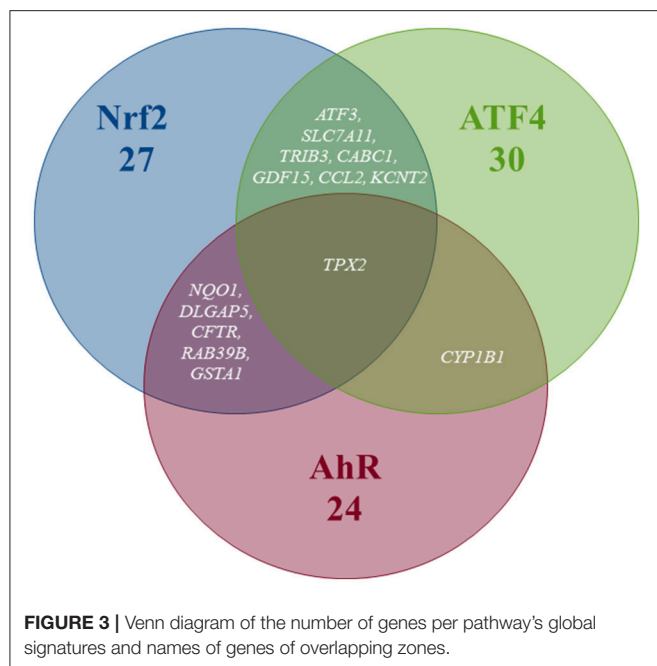 Nrf2
27
ATF4
30
ATF3,
SLC7A11,
TRIB3, CABC1,
GDF15, CCL2, KCNT2
TPX2
NQO1,
DLGAP5,
CFTR,
RAB39B,
GSTA1
CYP1B1
AhR
24
FIGURE 3 | Venn diagram of the number of genes per pathway's global
signatures and names of genes of overlapping zones.